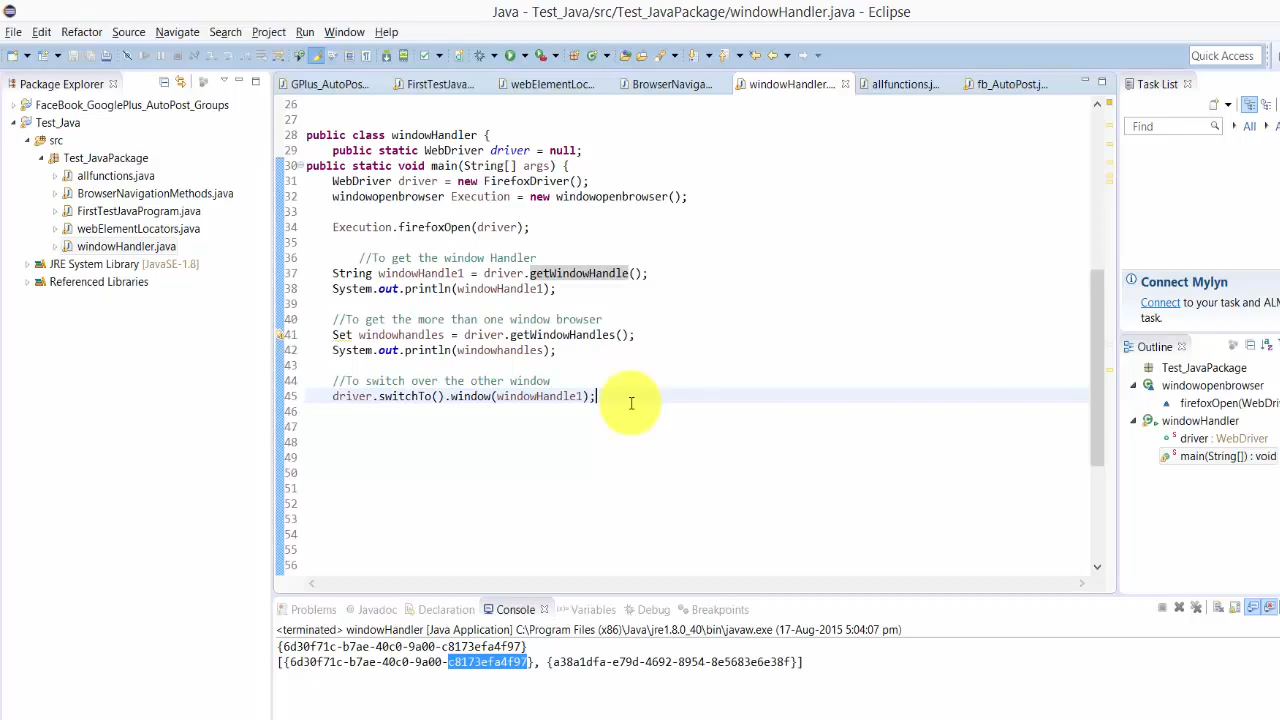 Java - Test_Java/src/Test_JavaPackage/windowHandler.java - Eclipse
File Edit Refactor Source Navigate Search Project Run Window Help
Quick Access
Package Explorer
GPlus_AutoPos... FirstTestJava... webElementLoc... BrowserNaviga... windowHandler.... allfunctions.j... fb_AutoPost.j...
Task List
FaceBook_GooglePlus_AutoPost_Groups
Test_Java
src
Test_JavaPackage
allfunctions.java
BrowserNavigationMethods.java
FirstTestJavaProgram.java
webElementLocators.java
windowHandler.java
JRE System Library [JavaSE-1.8]
Referenced Libraries
26
27
28 public class windowHandler {
29 public static WebDriver driver = null;
30 public static void main(String[] args) {
31 WebDriver driver = new FirefoxDriver();
32 windowopenbrowser Execution = new windowopenbrowser();
33
34 Execution.firefoxOpen(driver);
35
36 //To get the window Handler
37 String windowHandle1 = driver.getWindowHandle();
38 System.out.println(windowHandle1);
39
40 //To get the more than one window browser
41 Set windowhandles = driver.getWindowHandles();
42 System.out.println(windowhandles);
43
44 //To switch over the other window
45 driver.switchTo().window(windowHandle1);
46
47
48
49
50
51
52
53
54
55
56
Find All
Connect Mylyn
Connect to your task and ALM
task.
Outline
Test_JavaPackage
windowopenbrowser
firefoxOpen(WebDri
windowHandler
driver : WebDriver
main(String[]) : void
Problems Javadoc Declaration Console Variables Debug Breakpoints
<terminated> windowHandler [Java Application] C:\Program Files (x86)\Java\jre1.8.0_40\bin\javaw.exe (17-Aug-2015 5:04:07 pm)
{6d30f71c-b7ae-40c0-9a00-c8173efa4f97}
[{6d30f71c-b7ae-40c0-9a00-c8173efa4f97}, {a38a1dfa-e79d-4692-8954-8e5683e6e38f}]